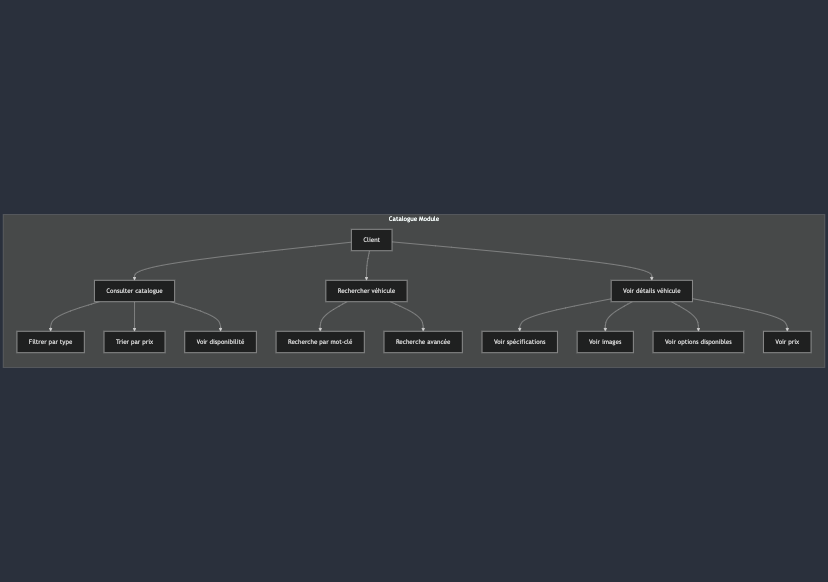 Catalogue Module
Client
Consulter catalogue
Rechercher véhicule
Voir détails véhicule
Filtrer par type
Trier par prix
Voir disponibilité
Recherche par mot-clé
Recherche avancée
Voir spécifications
Voir images
Voir options disponibles
Voir prix